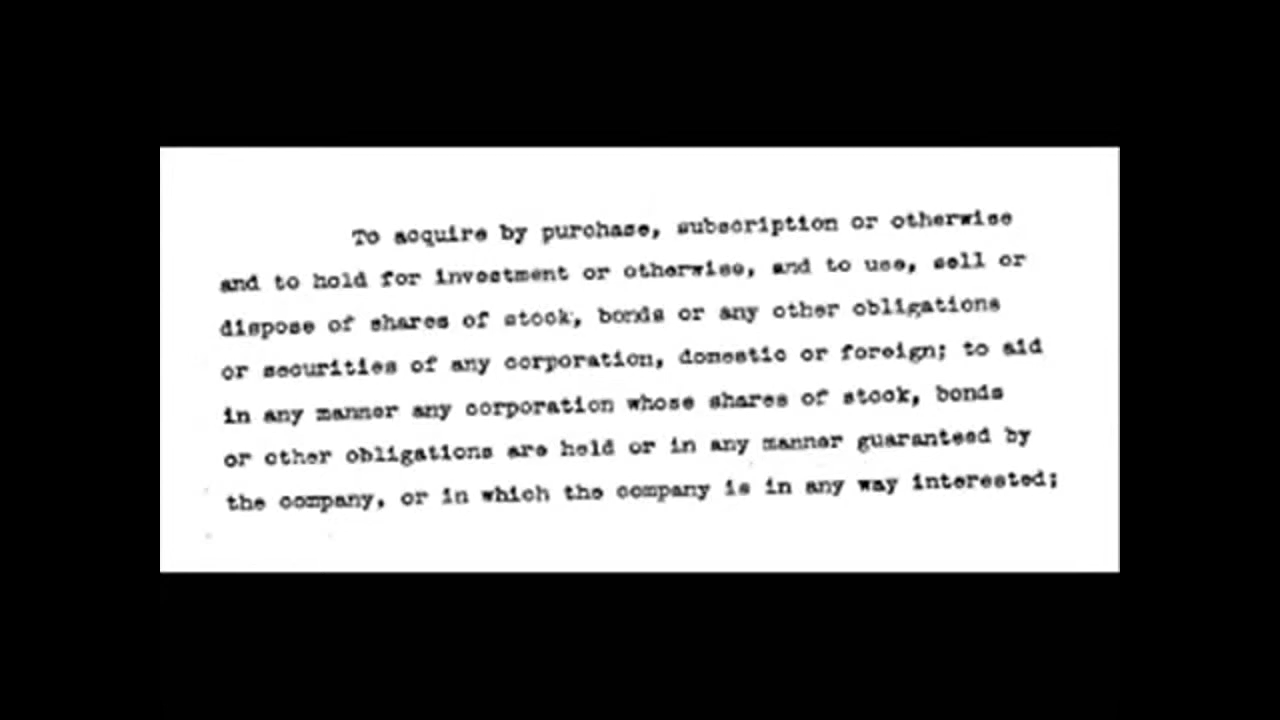 To acquire by purchase, subscription or otherwise
and to hold for investment or otherwise, and to use, sell or
dispose of shares of stock, bonds or any other obligations
or securities of any corporation, domestic or foreign; to aid
in any manner any corporation whose shares of stock, bonds
or other obligations are held or in any manner guaranteed by
the company, or in which the company is in any way interested;